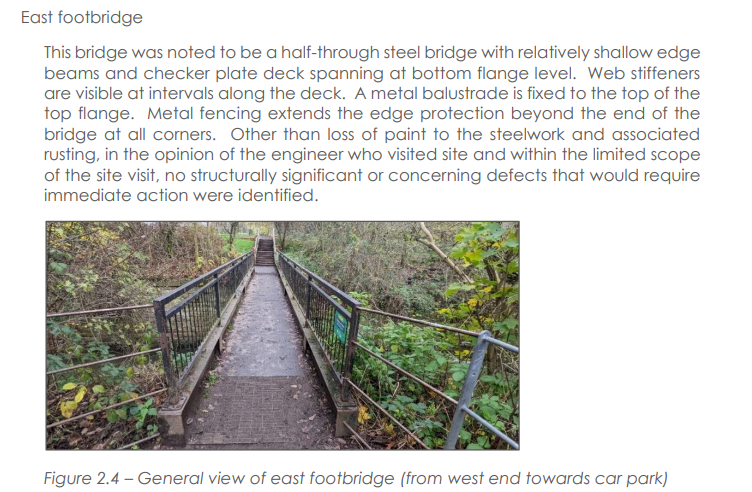 East footbridge
This bridge was noted to be a half-through steel bridge with relatively shallow edge
beams and checker plate deck spanning at bottom flange level. Web stiffeners
are visible at intervals along the deck. A metal balustrade is fixed to the top of the
top flange. Metal fencing extends the edge protection beyond the end of the
bridge at all corners. Other than loss of paint to the steelwork and associated
rusting, in the opinion of the engineer who visited site and within the limited scope
of the site visit, no structurally significant or concerning defects that would require
immediate action were identified.
Figure 2.4 – General view of east footbridge (from west end towards car park)